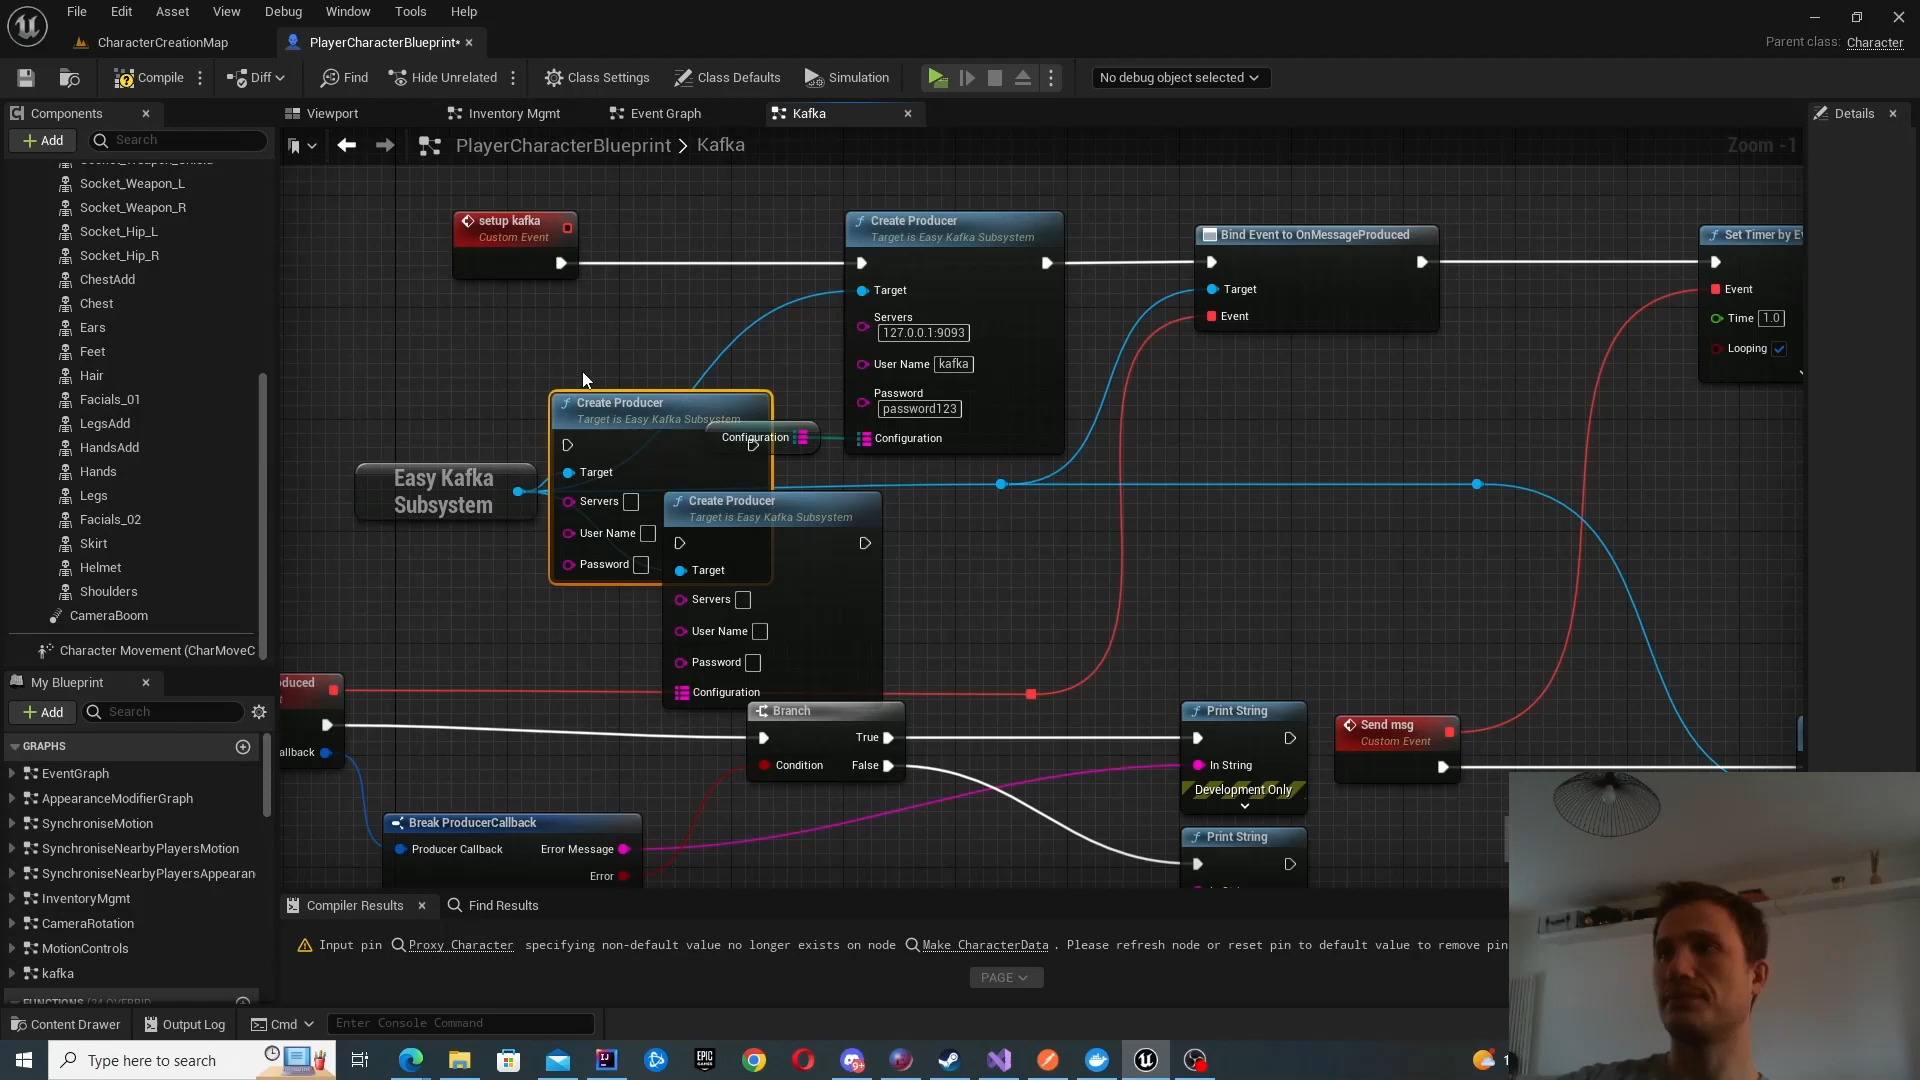 File Edit Asset View Debug Window Tools Help
CharacterCreationMap
PlayerCharacterBlueprint*
Parent class: Character
Compile
Diff
Find
Hide Unrelated
Class Settings
Class Defaults
Simulation
No debug object selected
Components
Add
Search
Socket_Weapon_Shield
Socket_Weapon_L
Socket_Weapon_R
Socket_Hip_L
Socket_Hip_R
ChestAdd
Chest
Ears
Feet
Hair
Facials_01
LegsAdd
HandsAdd
Hands
Legs
Facials_02
Skirt
Helmet
Shoulders
CameraBoom
Character Movement (CharMoveC
My Blueprint
Add
Search
GRAPHS
EventGraph
AppearanceModifierGraph
SynchroniseMotion
SynchroniseNearbyPlayersMotion
SynchroniseNearbyPlayersAppearan
InventoryMgmt
CameraRotation
MotionControls
kafka
Viewport
Inventory Mgmt
Event Graph
Kafka
Details
PlayerCharacterBlueprint > Kafka
Zoom -1
setup kafka
Custom Event
Create Producer
Target is Easy Kafka Subsystem
Target
Servers
127.0.0.1:9093
User Name kafka
Password
password123
Configuration
Bind Event to OnMessageProduced
Target
Event
Set Timer by Ev
Event
Time 1.0
Looping
Create Producer
Target is Easy Kafka Subsystem
Configuration
Target
Servers
User Name
Password
Easy Kafka
Subsystem
Create Producer
Target is Easy Kafka Subsystem
Target
Servers
User Name
Password
Configuration
duced
allback
Branch
True
Condition
False
Print String
In String
Development Only
Send msg
Custom Event
Print String
Break ProducerCallback
Producer Callback
Error Message
Error
Compiler Results
Find Results
Input pin Proxy Character specifying non-default value no longer exists on node Make CharacterData . Please refresh node or reset pin to default value to remove pin
PAGE
Content Drawer
Output Log
Cmd
Enter Console Command
Type here to search
EPIC
GAMES
9+